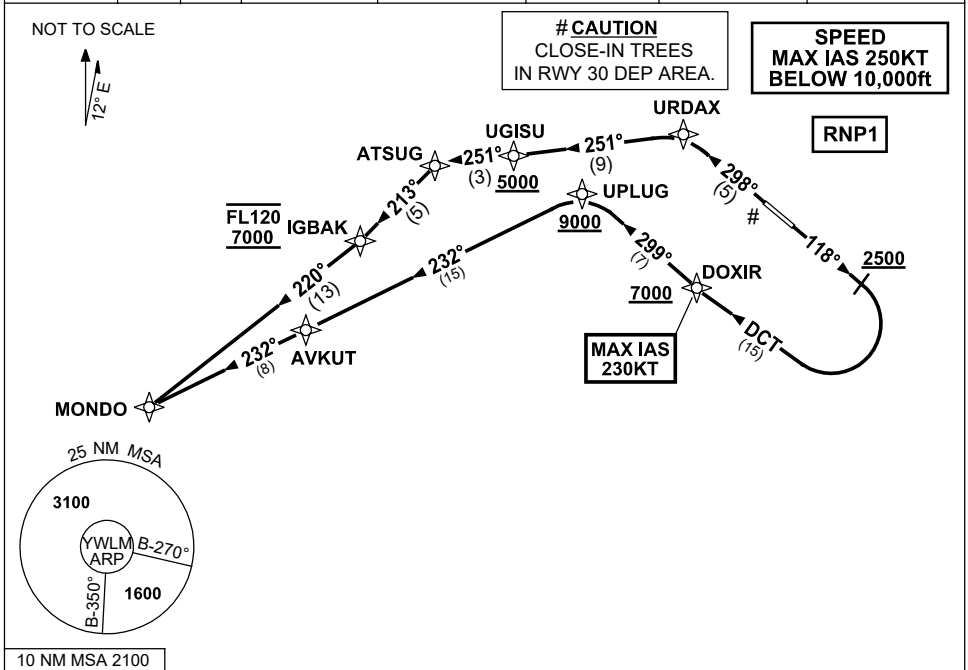 NOT TO SCALE
12° E
# CAUTION
CLOSE-IN TREES
IN RWY 30 DEP AREA.
SPEED
MAX IAS 250KT
BELOW 10,000ft
RNP1
URDAX
UGISU
ATSUG
251°
(3)
5000
251°
(9)
298°
(5)
#
UPLUG
9000
213°
(5)
FL120
7000
IGBAK
118°
2500
299°
(7)
DOXIR
7000
232°
(15)
220°
(13)
DCT
(15)
MAX IAS
230KT
AVKUT
232°
(8)
MONDO
25 NM MSA
3100
YWLM
ARP
B-270°
B-350°
1600
10 NM MSA 2100